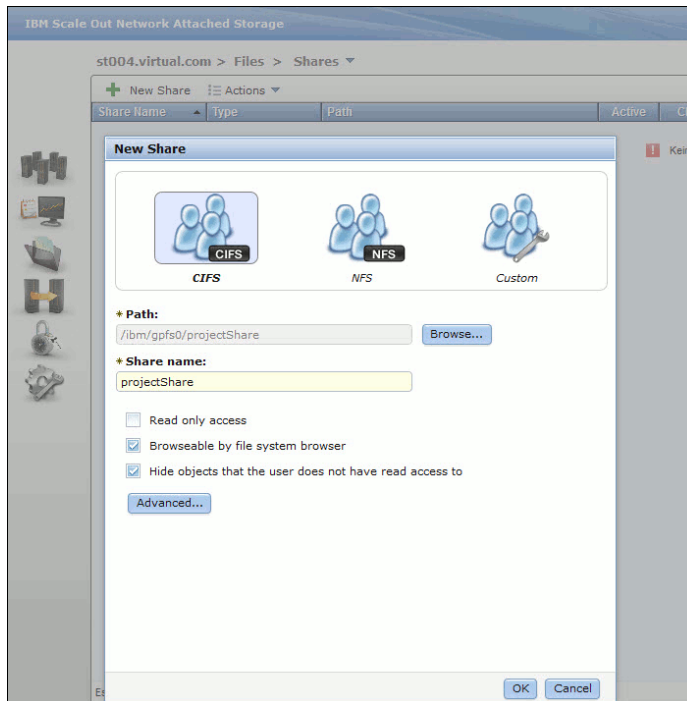 IBM Scale Out Network Attached Storage
st004.virtual.com > Files > Shares
New Share Actions
Share Name Type Path Active
New Share
CIFS NFS
CIFS NFS Custom
* Path:
/ibm/gpfs0/projectShare Browse...
* Share name:
projectShare
Read only access
Browseable by file system browser
Hide objects that the user does not have read access to
Advanced...
OK Cancel